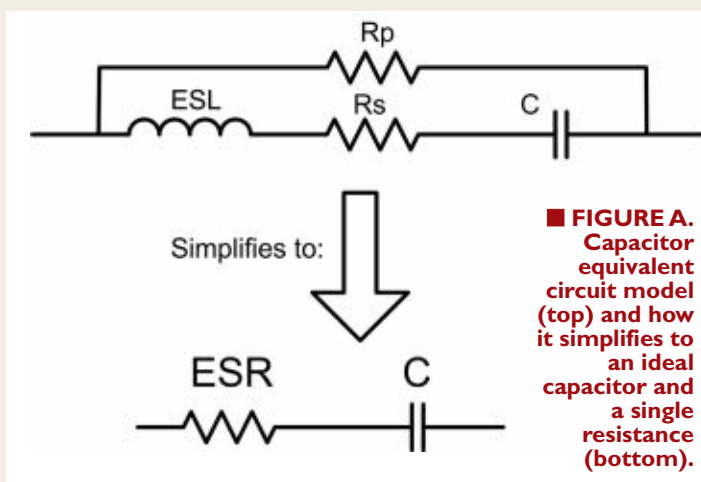 Rp
ESL
Rs
C
Simplifies to:
ESR
C
■ FIGURE A.
Capacitor
equivalent
circuit model
(top) and how
it simplifies to
an ideal
capacitor and
a single
resistance
(bottom).